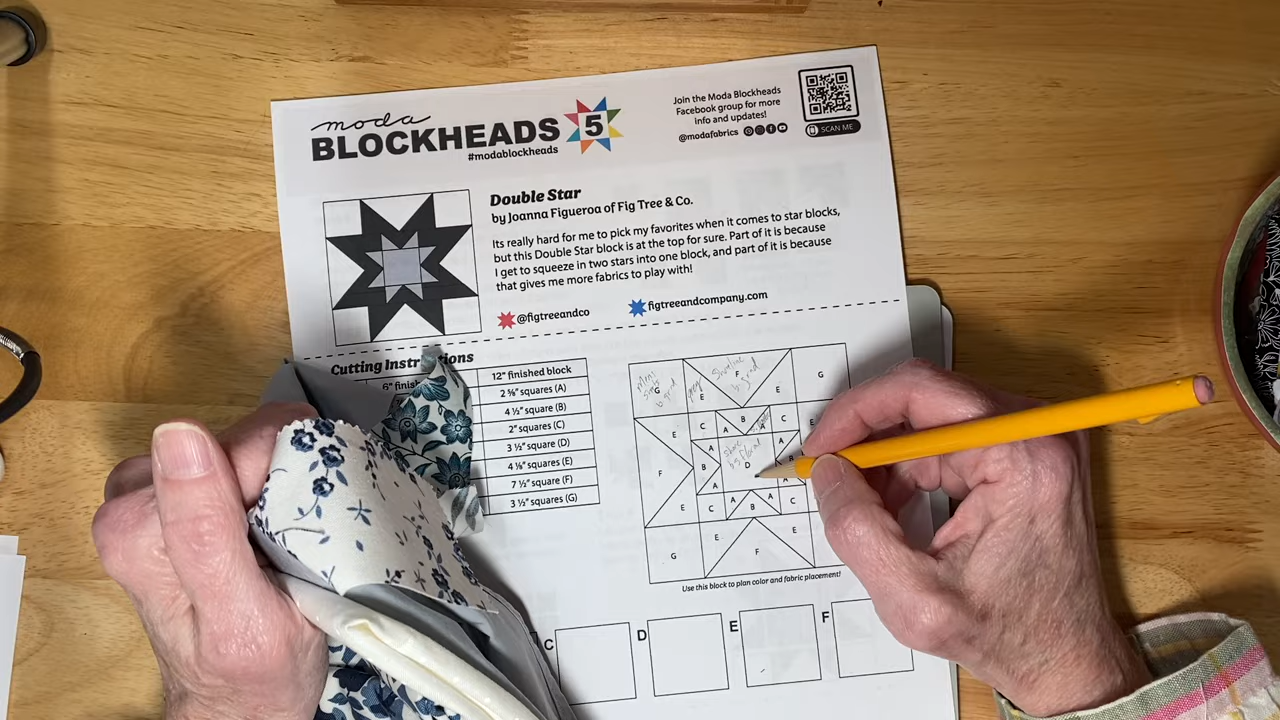 moda
BLOCKHEADS 5
#modablockheads
Join the Moda Blockheads
Facebook group for more
info and updates!
@modafabrics
SCAN ME
Double Star
by Joanna Figueroa of Fig Tree & Co.
Its really hard for me to pick my favorites when it comes to star blocks,
but this Double Star block is at the top for sure. Part of it is because
I get to squeeze in two stars into one block, and part of it is because
that gives me more fabrics to play with!
@figtreeandco
figtreeandcompany.com
Cutting Instructions
6" finish
12" finished block
2 ⅝" squares (A)
4 ½" square (B)
2" squares (C)
3 ½" square (D)
4 ⅛" squares (E)
7 ½" square (F)
3 ½" squares (G)
G E F E G
E C A B A C E
F A B A D A B A
E C A B A C
G E F E
Use this block to plan color and fabric placement!
C D E F